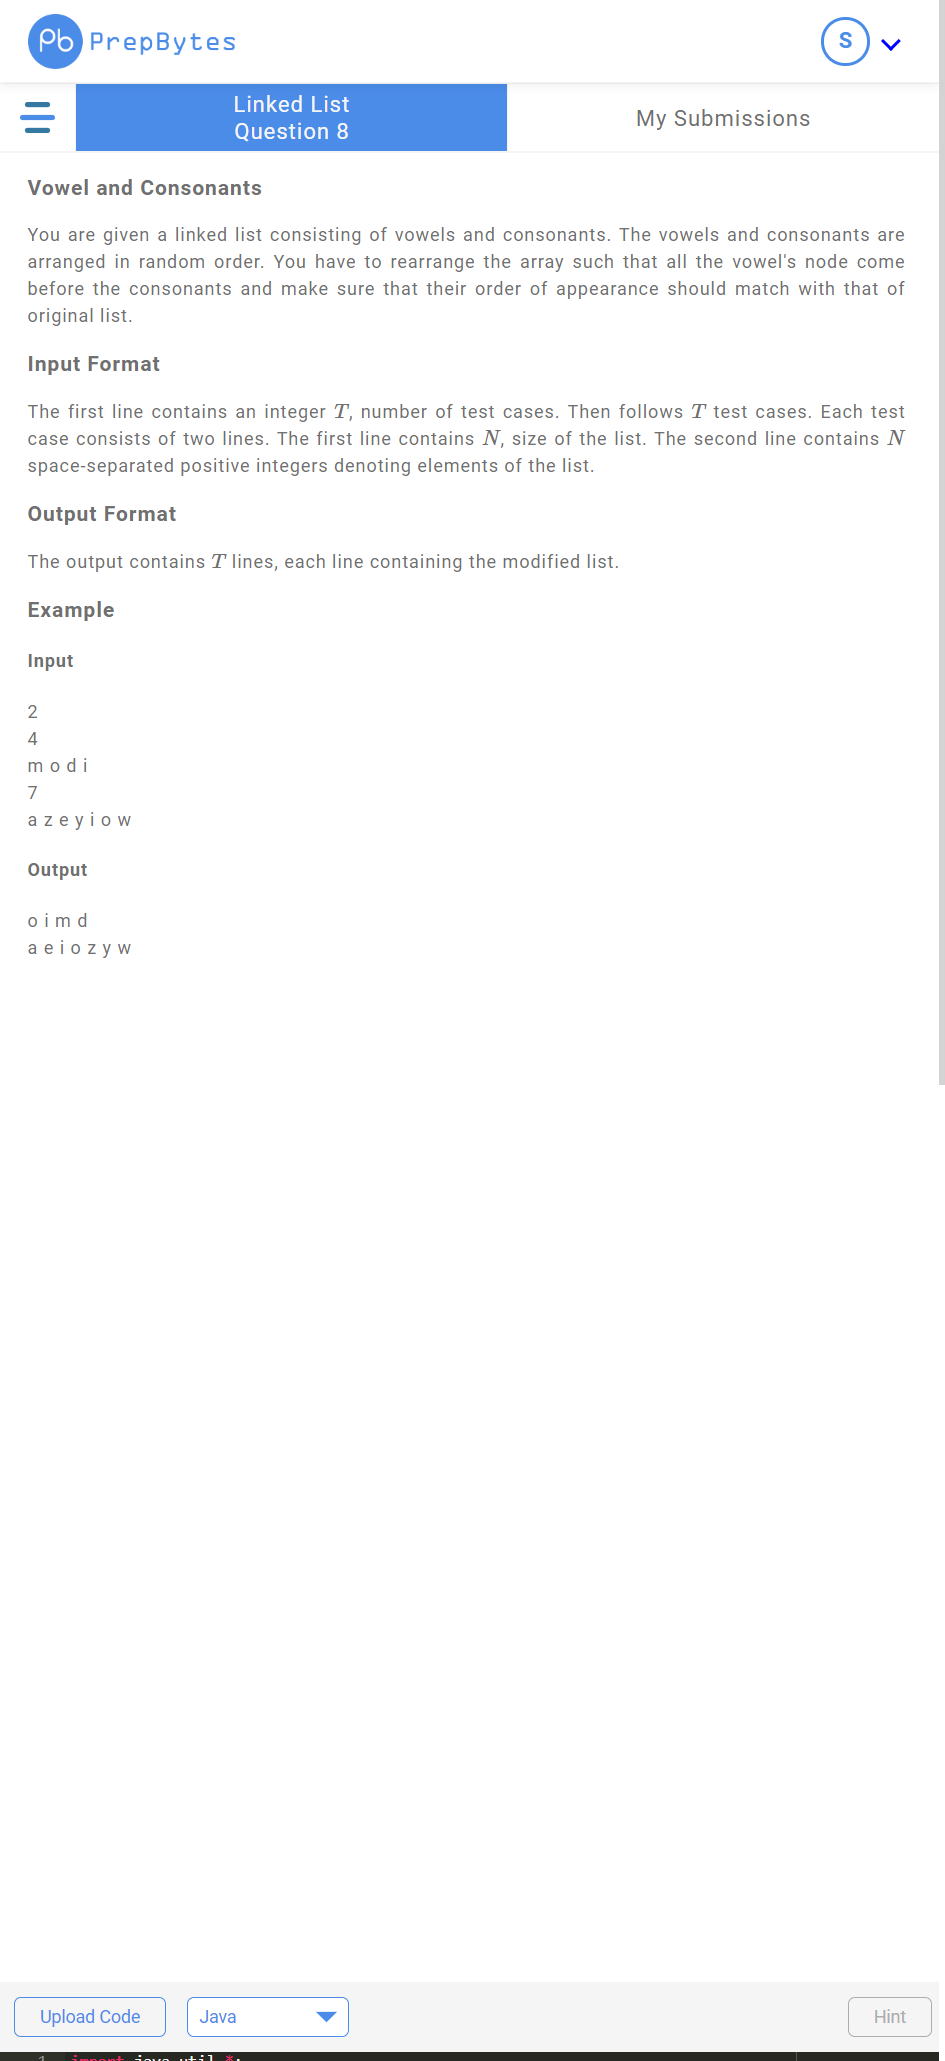 Pb PrepBytes
S
Linked List
Question 8
My Submissions
Vowel and Consonants
You are given a linked list consisting of vowels and consonants. The vowels and consonants are
arranged in random order. You have to rearrange the array such that all the vowel's node come
before the consonants and make sure that their order of appearance should match with that of
original list.
Input Format
The first line contains an integer T, number of test cases. Then follows T test cases. Each test
case consists of two lines. The first line contains N, size of the list. The second line contains N
space-separated positive integers denoting elements of the list.
Output Format
The output contains T lines, each line containing the modified list.
Example
Input
2
4
m o d i
7
a z e y i o w
Output
o i m d
a e i o z y w
Upload Code
Java
Hint
1 import java.util.*;